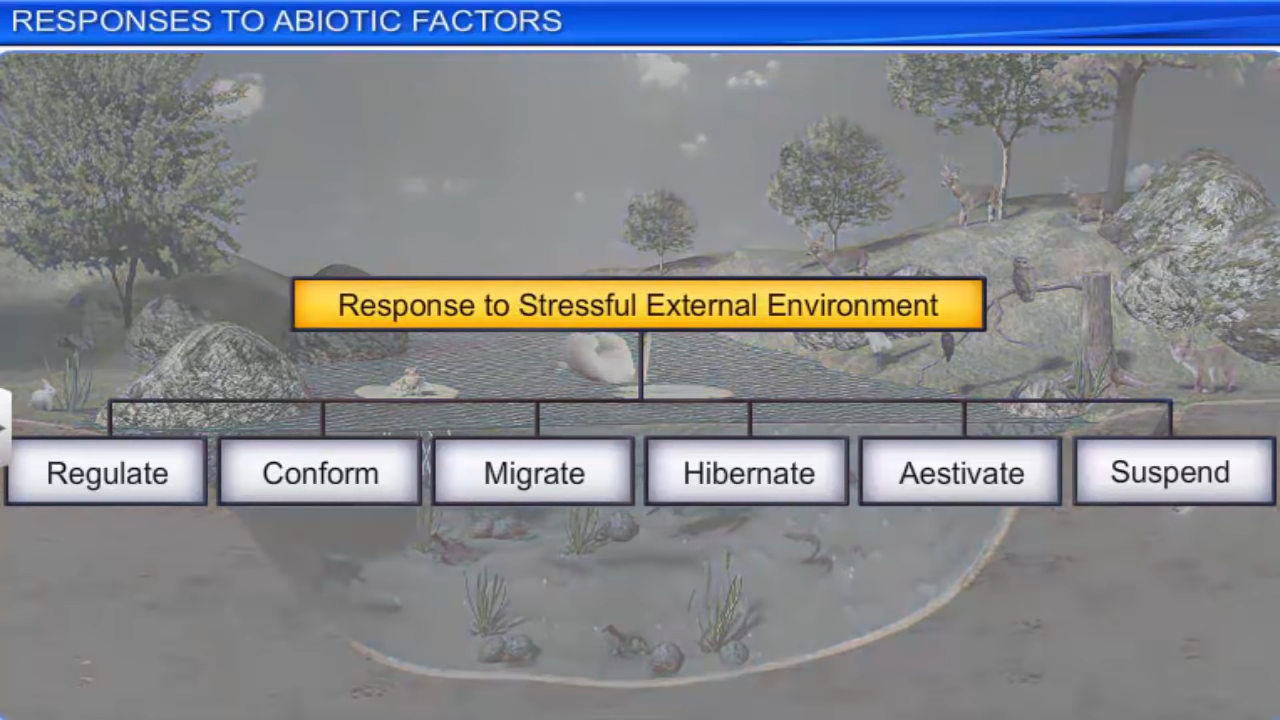 RESPONSES TO ABIOTIC FACTORS
Response to Stressful External Environment
Regulate
Conform
Migrate
Hibernate
Aestivate
Suspend